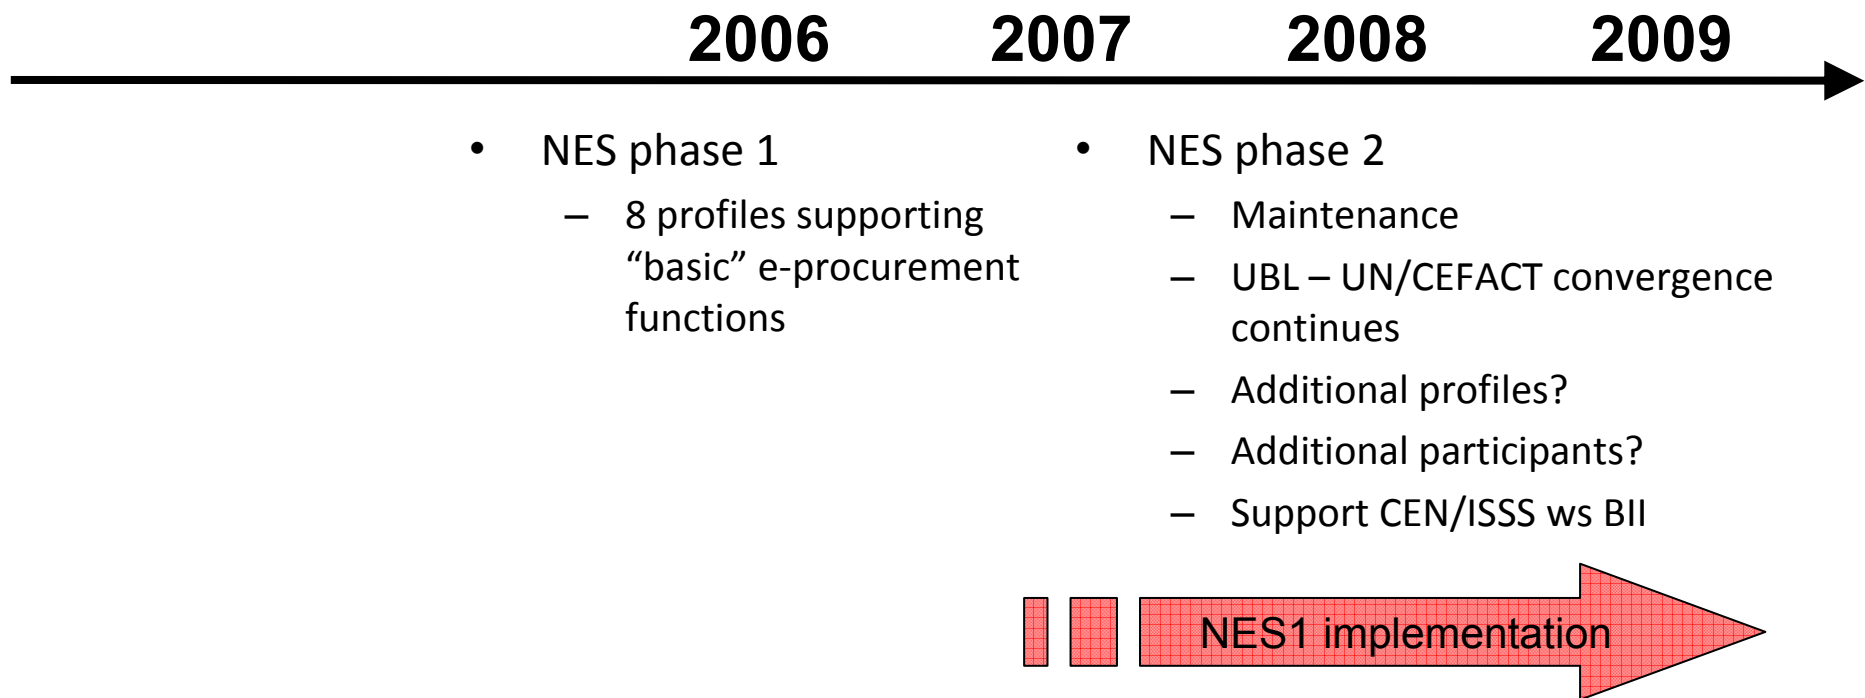 2006 2007 2008 2009
• NES phase 1
– 8 profiles supporting
“basic” e-procurement
functions
• NES phase 2
– Maintenance
– UBL – UN/CEFACT convergence
continues
– Additional profiles?
– Additional participants?
– Support CEN/ISSS ws BII
NES1 implementation